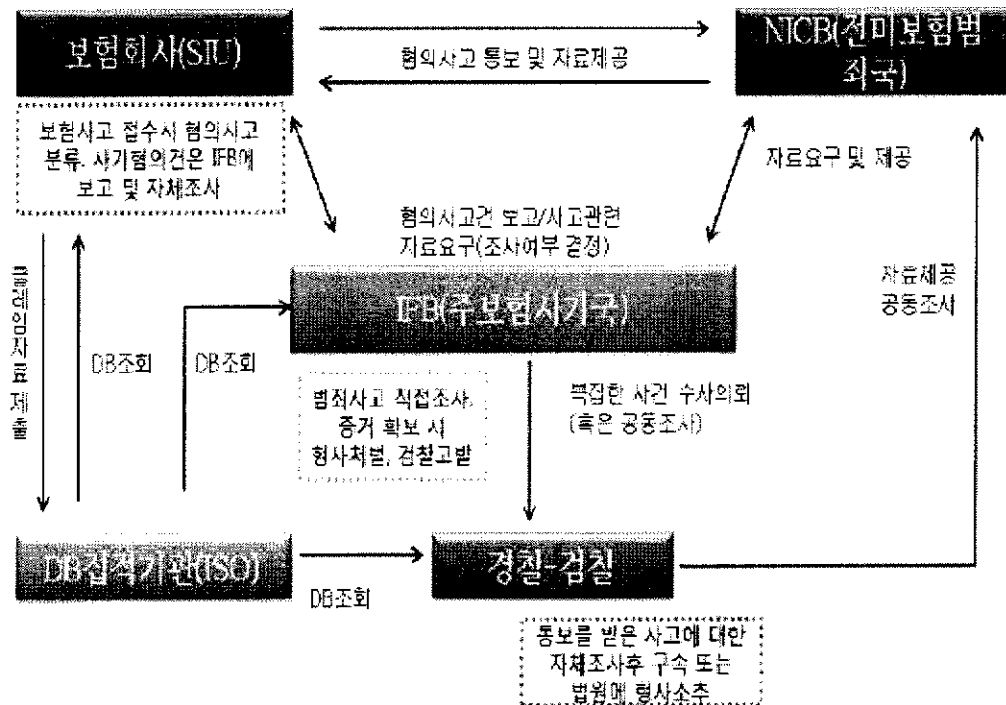 보험회사(SIU)
혐의사고 통보 및 자료제공
NICB(전미보험범
죄국)
보험사고 접수시 혐의사고
분류. 사기혐의건은 IFB에
보고 및 자체조사
자료요구 및 제공
혐의사고건 보고/사고관련
자료요구(조사여부 결정)
IFB(주보험사기국)
자료제공
공동조사
클레임자료 제출
DB조회
DB조회
범죄사고 직접조사.
증거 확보 시
형사처벌, 검찰고발
복잡한 사건 수사의뢰
(혹은 공동조사)
DB집적기관(ISO)
DB조회
경찰-검찰
통보를 받은 사고에 대한
자체조사후 구속 또는
법원에 형사소추